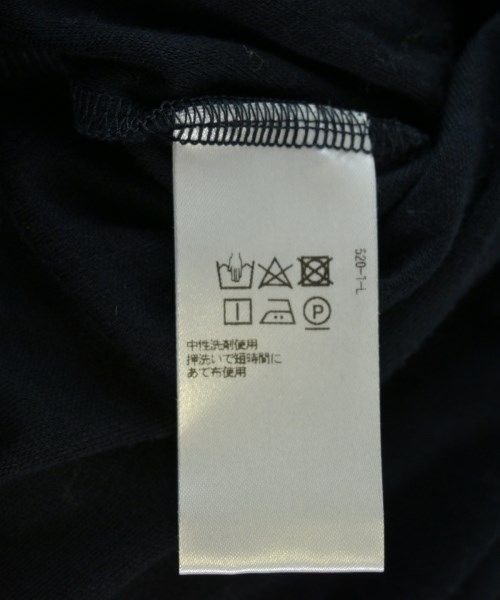 520-1-L
P
中性洗剤使用
押洗いで短時間に
あて布使用